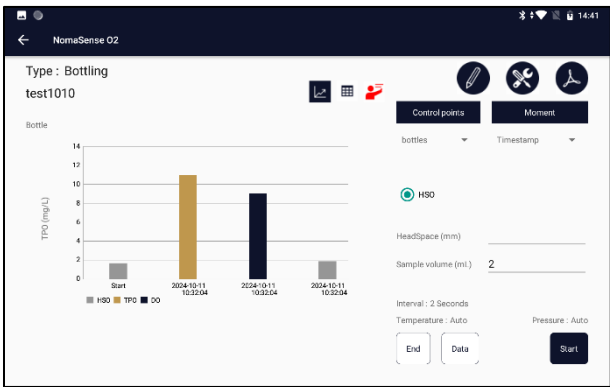 14:41
NomaSense O2
Type : Bottling
test1010
Control points
Moment
Bottle
bottles
Timestamp
TPO (mg/L)
14
12
10
8
6
4
2
0
Start
2024-10-11
10:32:04
2024-10-11
10:32:04
2024-10-11
10:32:04
HSO TPO DO
HSO
HeadSpace (mm)
Sample volume (mL)
2
Interval : 2 Seconds
Temperature : Auto
Pressure : Auto
End
Data
Start